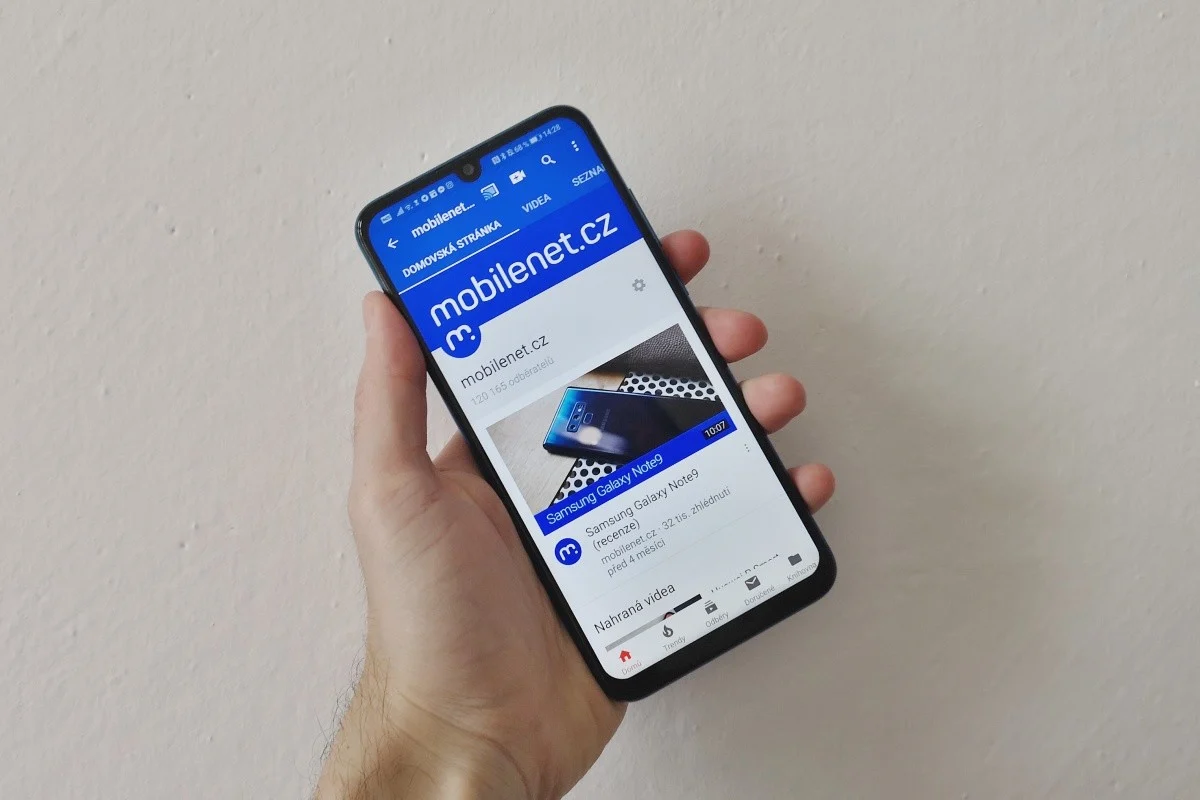 68 % 14:28
mobilenet...
DOMOVSKÁ STRÁNKA VIDEA SEZNA
mobilenet.cz
m.
mobilenet.cz
120 165 odběratelů
10:07
Samsung Galaxy Note9
m.
Samsung Galaxy Note9
(recenze)
mobilenet.cz · 32 tis. zhlédnutí
před 4 měsíci
Nahraná videa
Domů Trendy Odběry Doručené Knihovna